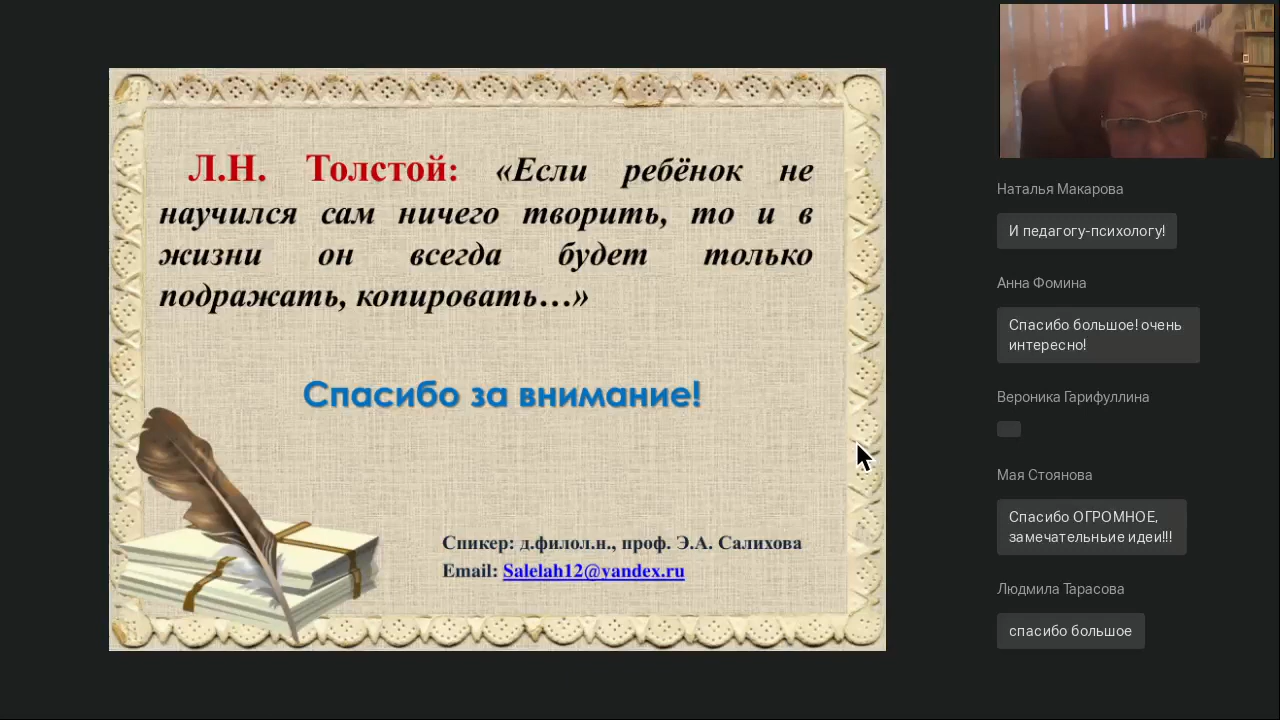 Л.Н. Толстой: «Если ребёнок не
научился сам ничего творить, то и в
жизни он всегда будет только
подражать, копировать…»
Спасибо за внимание!
Спикер: д.филол.н., проф. Э.А. Салихова
Email: Salelah12@yandex.ru
Наталья Макарова
И педагогу-психологу!
Анна Фомина
Спасибо большое! очень
интересно!
Вероника Гарифуллина
Мая Стоянова
Спасибо ОГРОМНОЕ,
замечательньие идеи!!!
Людмила Тарасова
спасибо большое